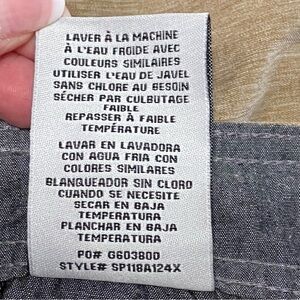 LAVER À LA MACHINE
À L'EAU FROIDE AVEC
COULEURS SIMILAIRES
UTILISER L'EAU DE JAVEL
SANS CHLORE AU BESOIN
SÉCHER PAR CULBUTAGE
FAIBLE
REPASSER À FAIBLE
TEMPÉRATURE
LAVAR EN LAVADORA
CON AGUA FRIA CON
COLORES SIMILARES
BLANQUEADOR SIN CLORO
CUANDO SE NECESITE
SECAR EN BAJA
TEMPERATURA
PLANCHAR EN BAJA
TEMPERATURA
PO# G60380D
STYLE# SP118A124X